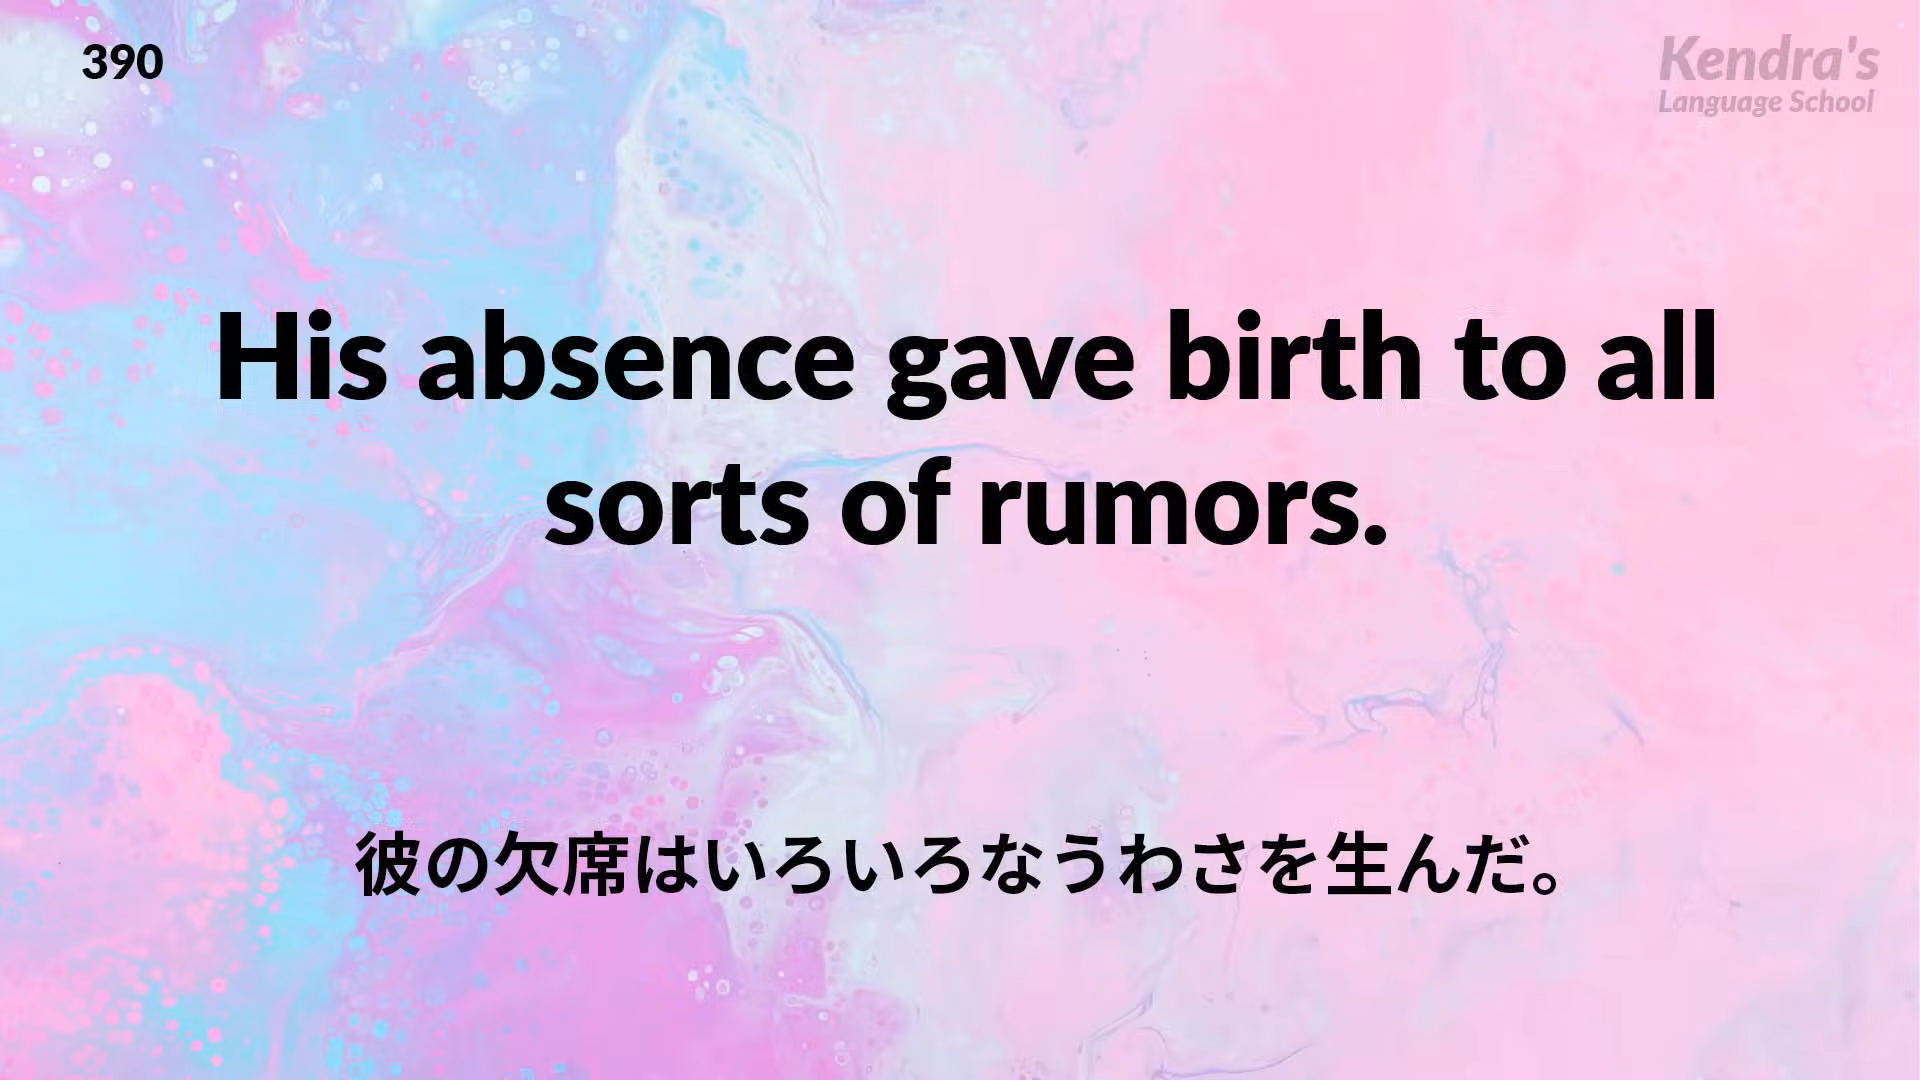 390
Kendra's
Language School
His absence gave birth to all
sorts of rumors.
彼の欠席はいろいろなうわさを生んだ。